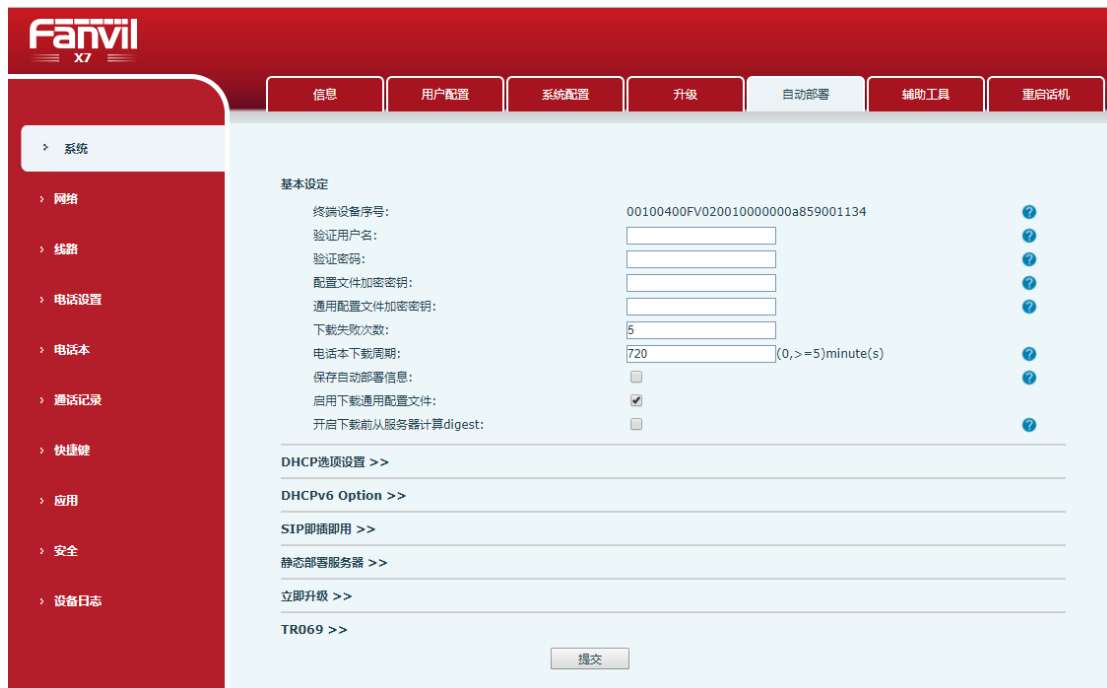 Fanvil
X7
信息 用户配置 系统配置 升级 自动部署 辅助工具 重启话机
系统
网络
线路
电话设置
电话本
通话记录
快捷键
应用
安全
设备日志
基本设定
终端设备序号: 00100400FV020010000000a859001134
验证用户名:
验证密码:
配置文件加密密钥:
通用配置文件加密密钥:
下载失败次数: 5
电话本下载周期: 720 (0,>=5)minute(s)
保存自动部署信息:
启用下载通用配置文件:
开启下载前从服务器计算digest:
DHCP选项设置 >>
DHCPv6 Option >>
SIP即插即用 >>
静态部署服务器 >>
立即升级 >>
TR069 >>
提交